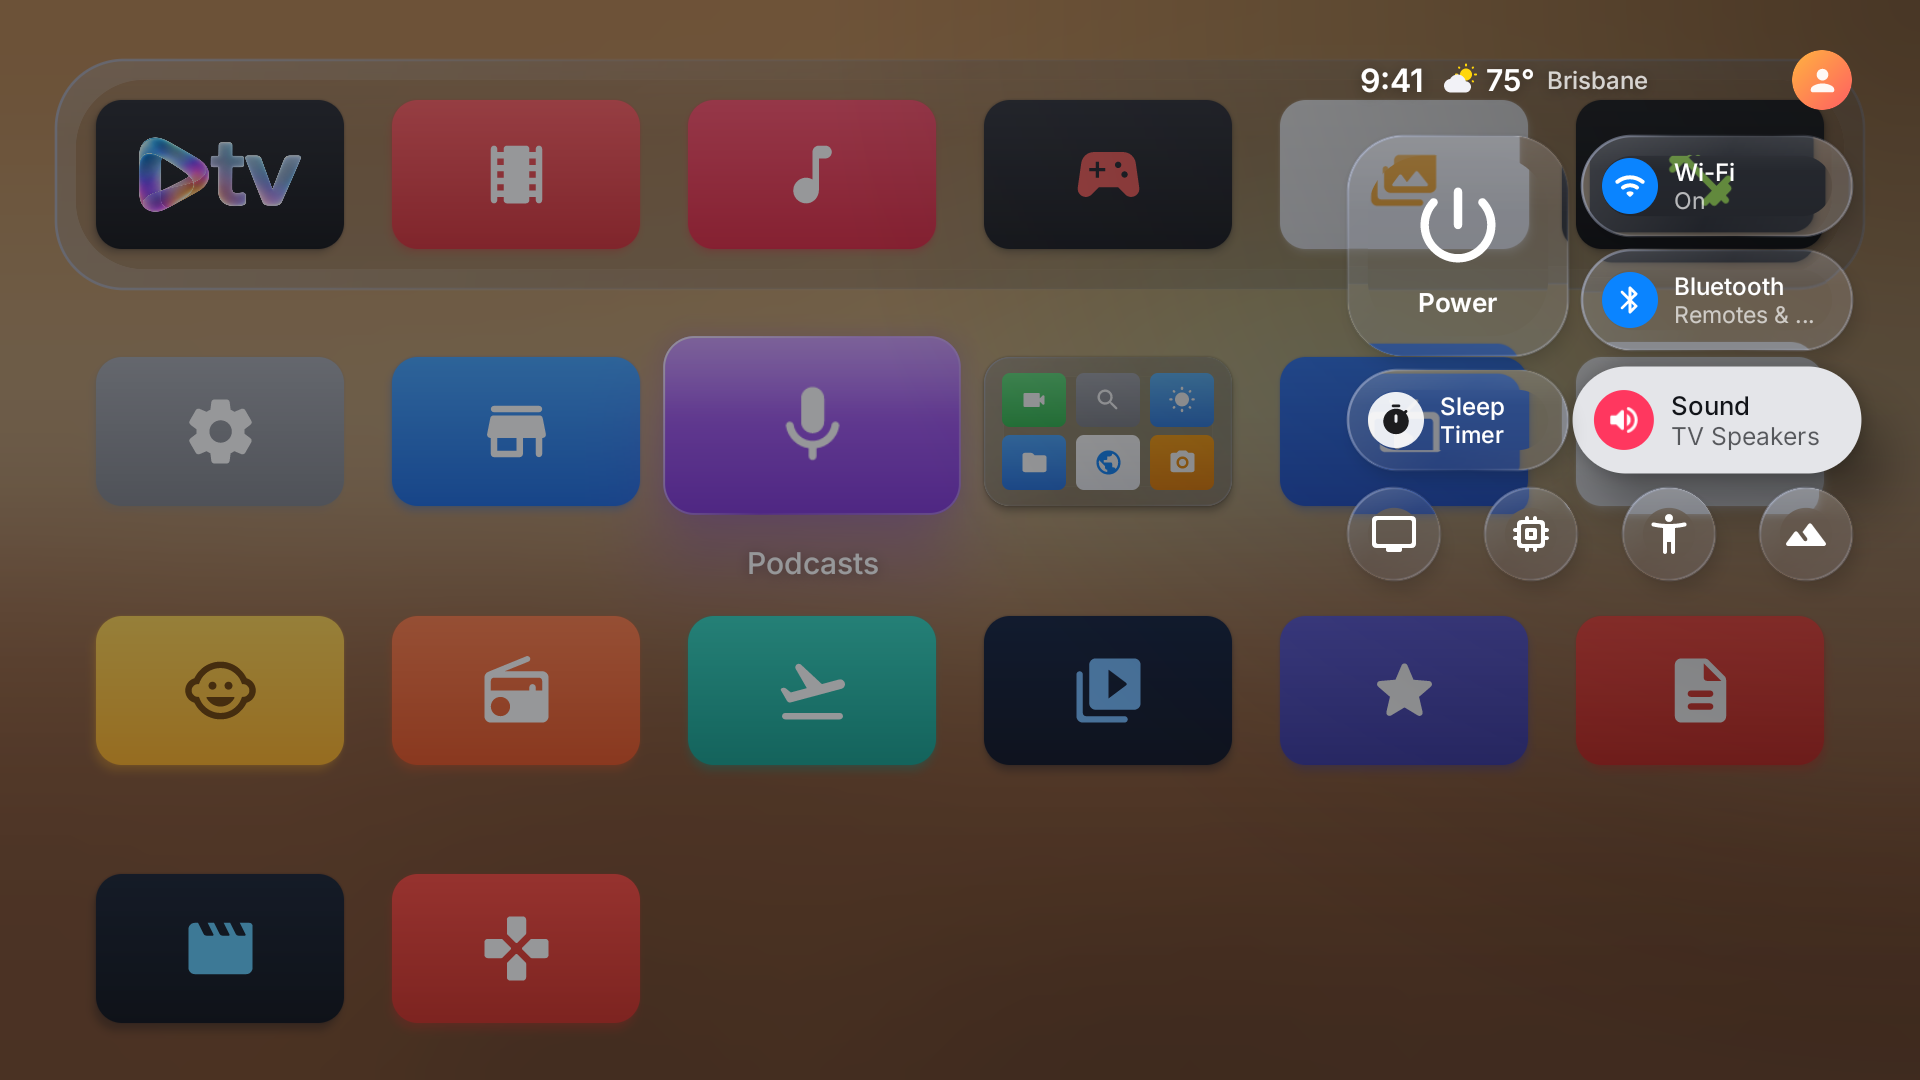 tv
9:41 75° Brisbane
Power
Wi-Fi
On
Bluetooth
Remotes & ...
Sleep
Timer
Sound
TV Speakers
Podcasts